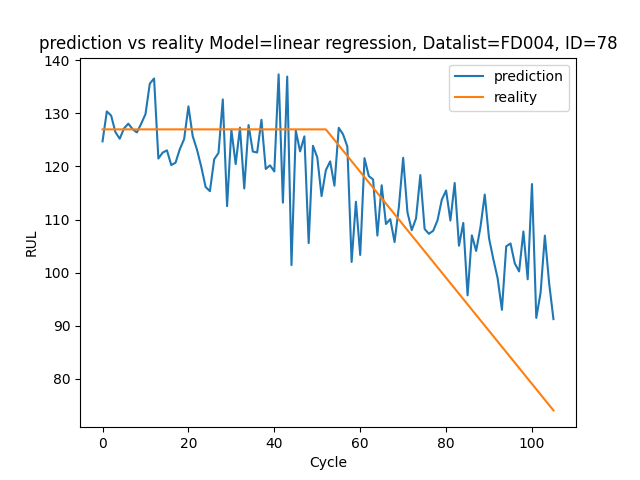 prediction vs reality Model=linear regression, Datalist=FD004, ID=78
prediction
reality
140
130
120
110
100
90
80
RUL
0 20 40 60 80 100
Cycle